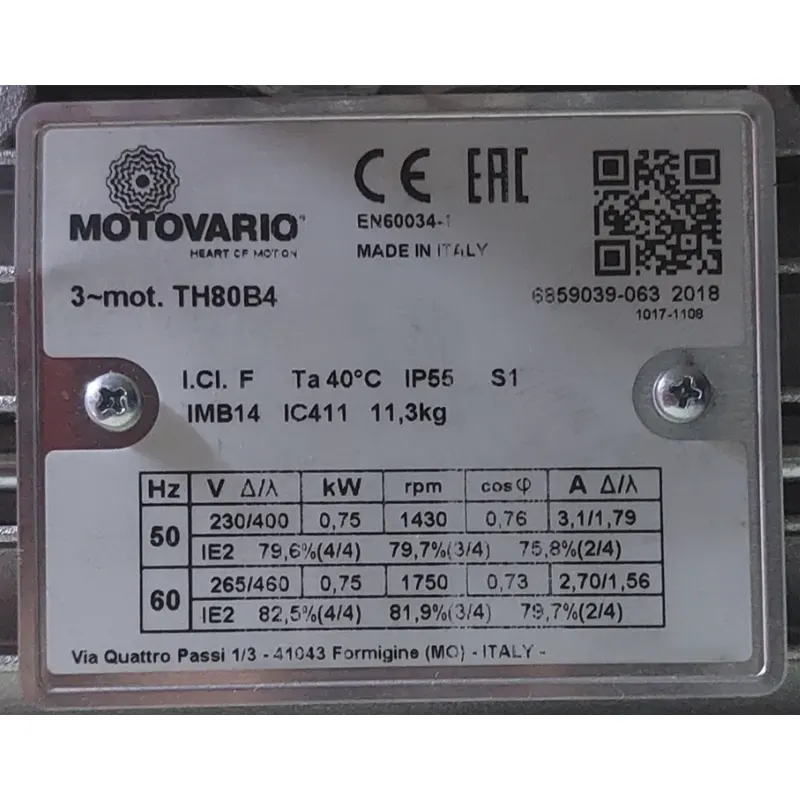 MOTOVARIO
HEART OF MOTION
CE EAC
EN60034-1
MADE IN ITALY
3~mot. TH80B4
6859039-063 2018
1017-1108
I.Cl. F Ta 40°C IP55 S1
IMB14 IC411 11,3kg
Hz V Δ/λ kW rpm cosφ A Δ/λ
50 230/400 0,75 1430 0,76 3,1/1,79
IE2 79,6%(4/4) 79,7%(3/4) 75,8%(2/4)
60 265/460 0,75 1750 0,73 2,70/1,56
IE2 82,5%(4/4) 81,9%(3/4) 79,7%(2/4)
Via Quattro Passi 1/3 - 41043 Formigine (MO) - ITALY -